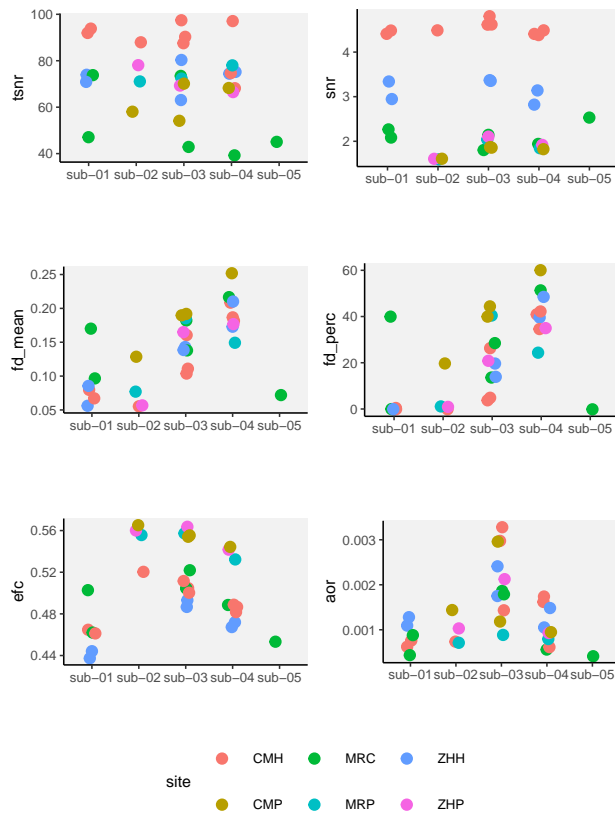 tsnr
100
80
60
40
sub−01 sub−02 sub−03 sub−04 sub−05
snr
4
3
2
sub−01 sub−02 sub−03 sub−04 sub−05
fd_mean
0.25
0.20
0.15
0.10
0.05
sub−01 sub−02 sub−03 sub−04 sub−05
fd_perc
60
40
20
0
sub−01 sub−02 sub−03 sub−04 sub−05
efc
0.56
0.52
0.48
0.44
sub−01 sub−02 sub−03 sub−04 sub−05
aor
0.003
0.002
0.001
sub−01 sub−02 sub−03 sub−04 sub−05
site
CMH MRC ZHH
CMP MRP ZHP